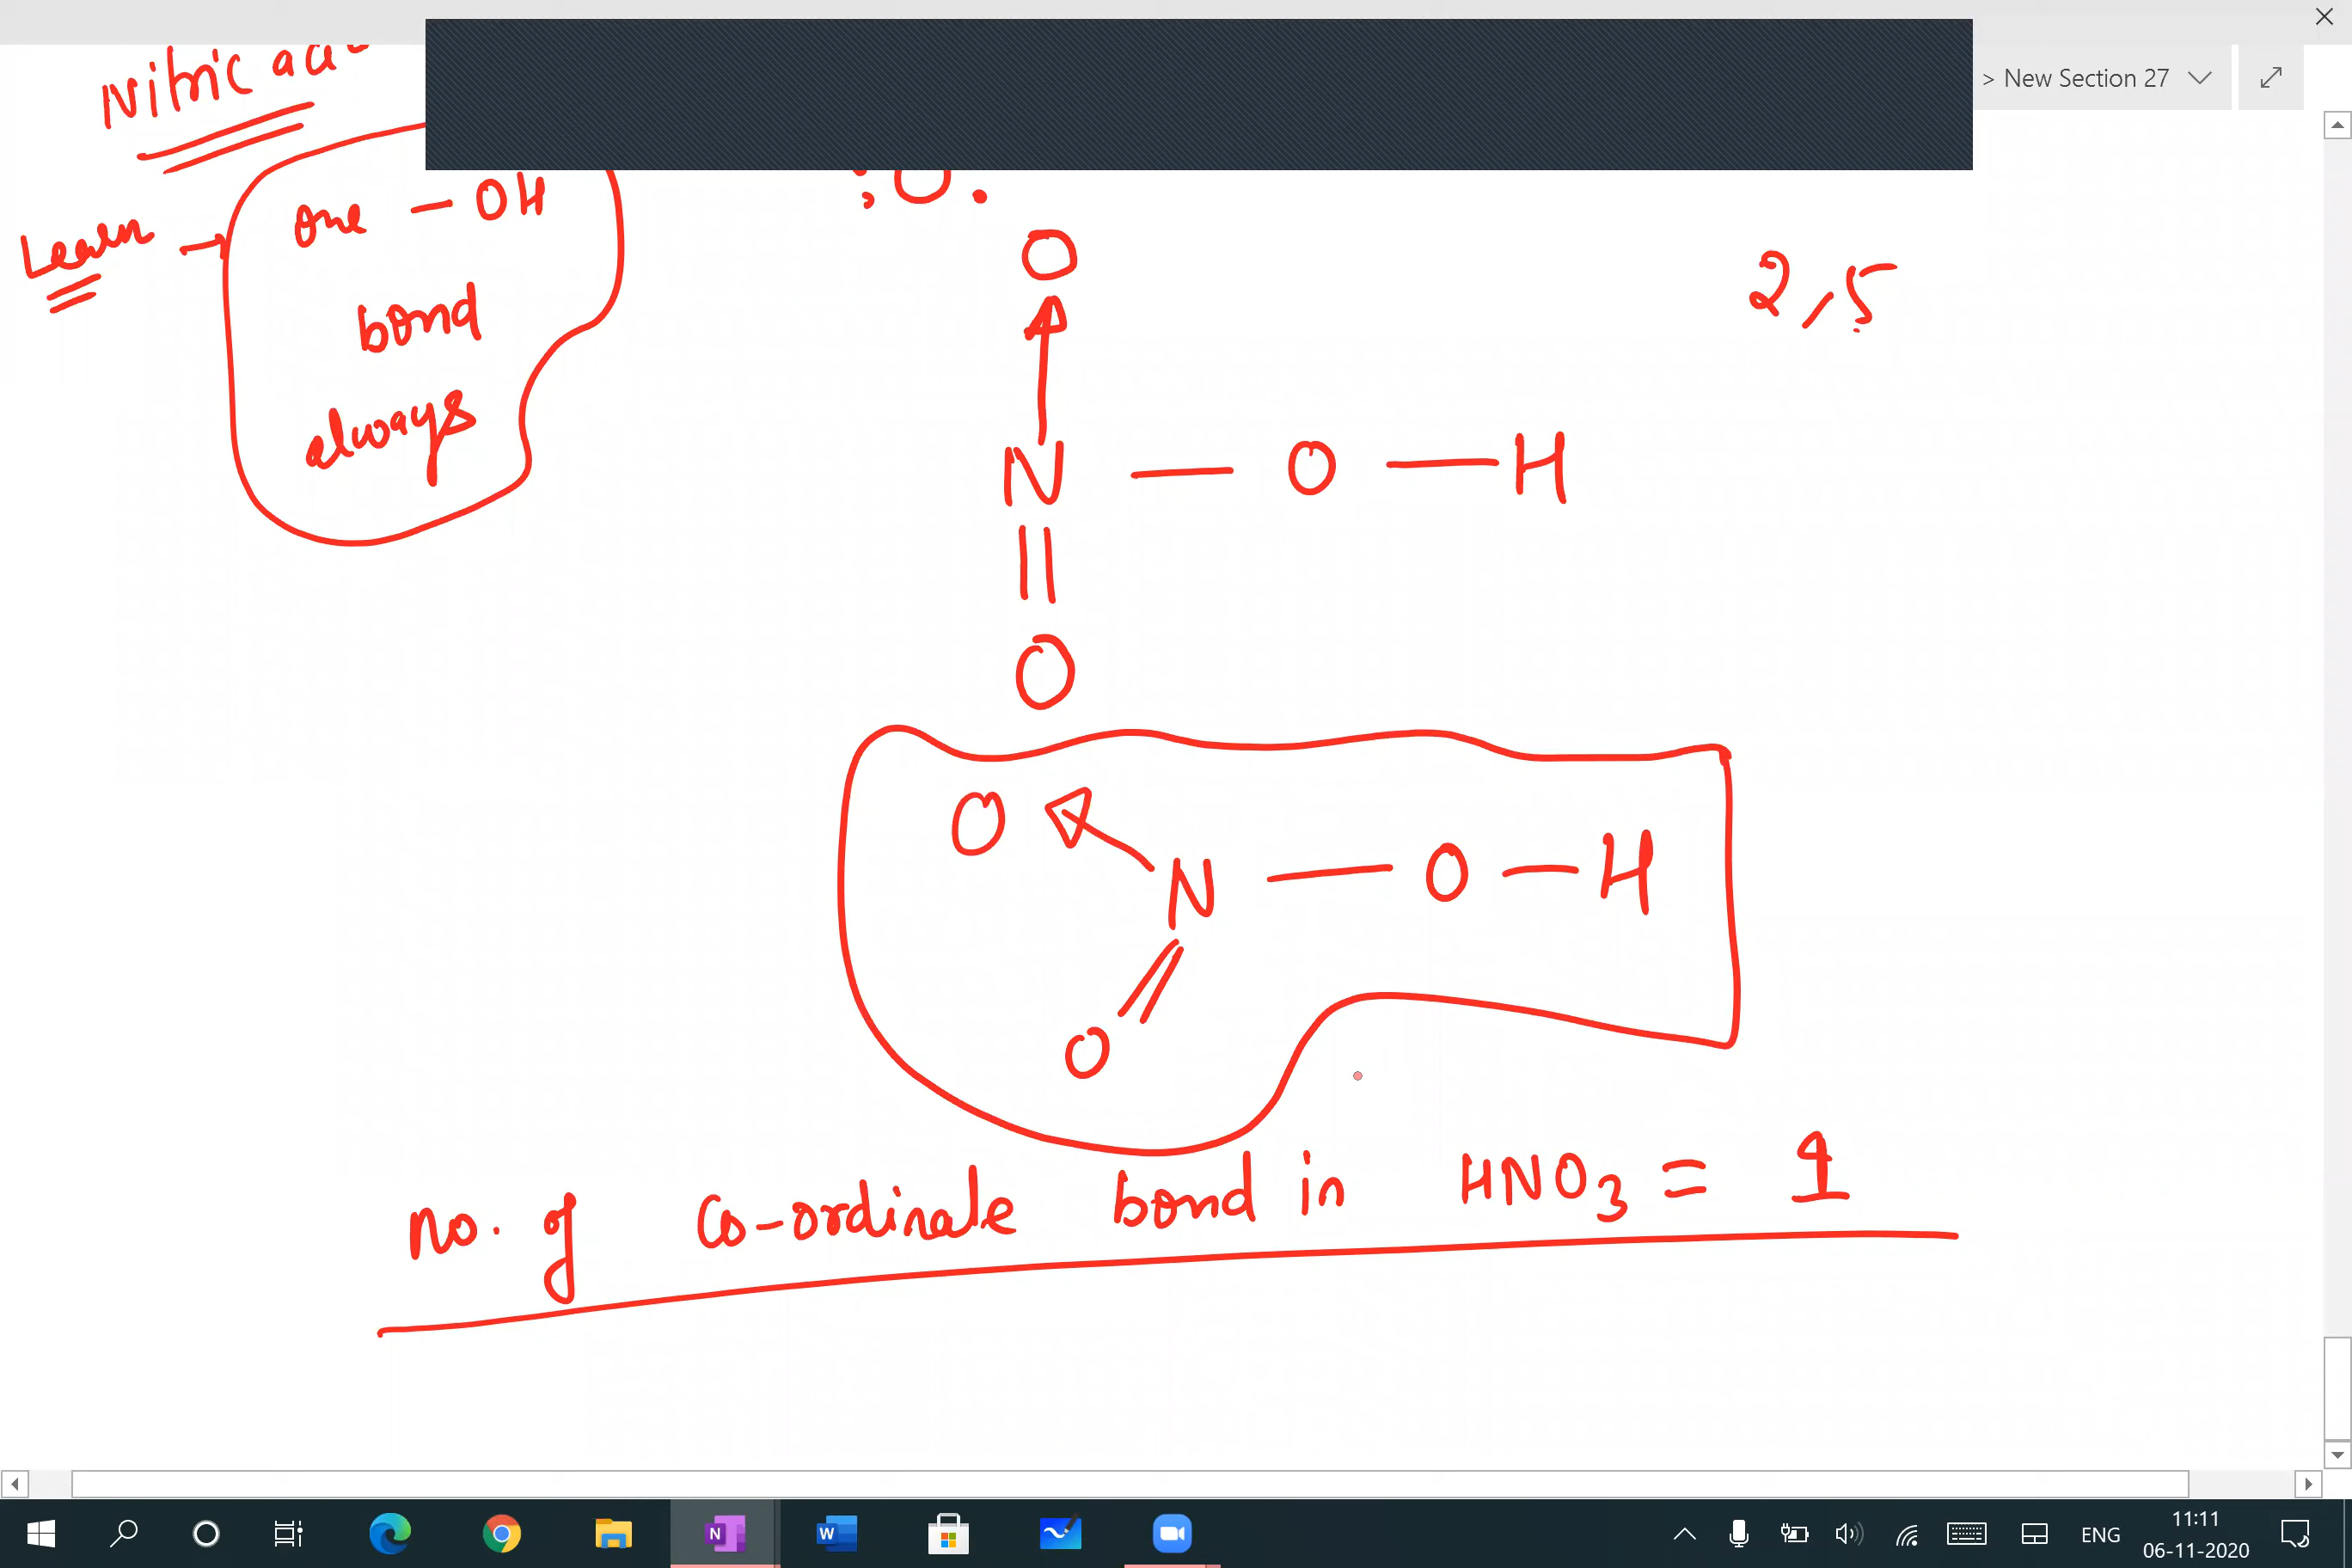 > New Section 27
Nitric
Learn → one - OH
bond
always
:O.
2,5
O
N - O - H
O
O
N - O - H
O
No. of Co-ordinate bond in HNO3 = 1
ENG
11:11
06-11-2020